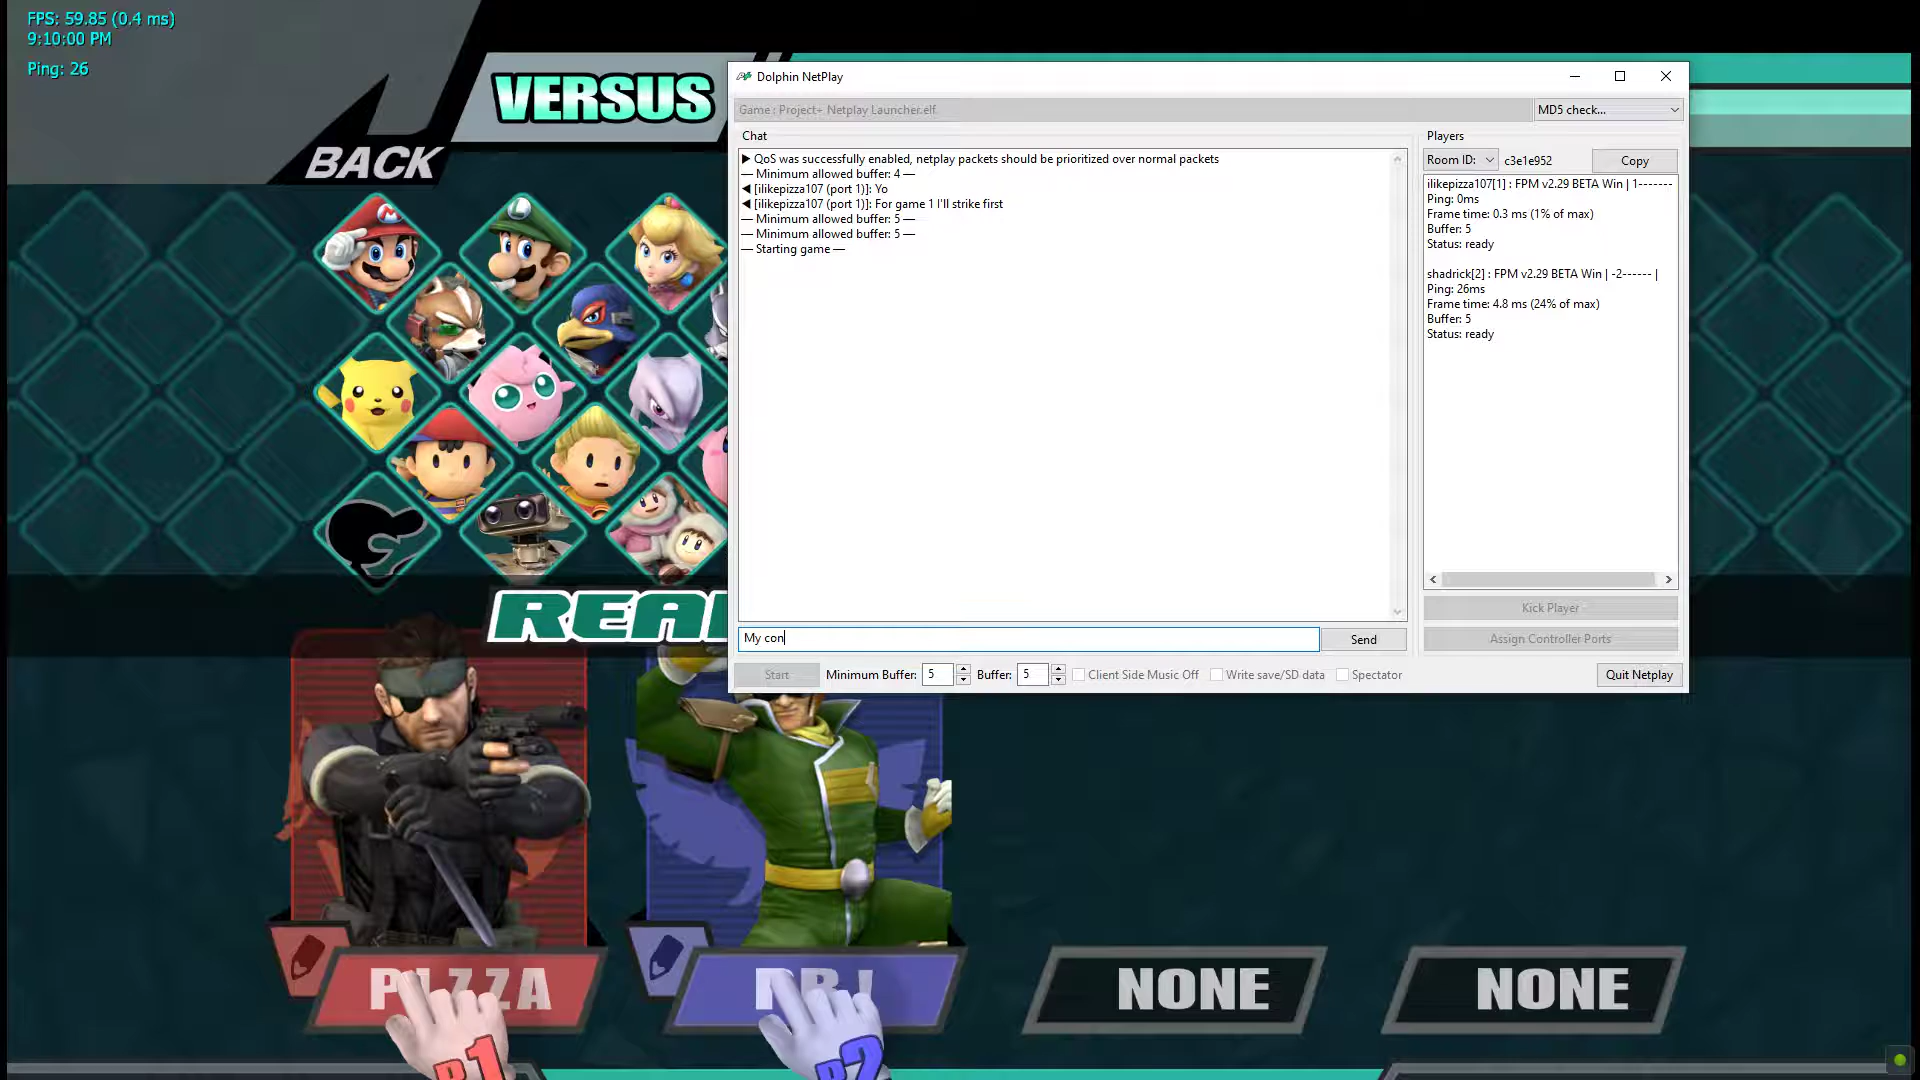 FPS: 59.85 (0.4 ms)
9:10:00 PM
Ping: 26
VERSUS
BACK
Dolphin NetPlay
Game : Project+ Netplay Launcher.elf
MD5 check...
Chat
Players
▶ QoS was successfully enabled, netplay packets should be prioritized over normal packets
— Minimum allowed buffer: 4 —
◀ [ilikepizza107 (port 1)]: Yo
◀ [ilikepizza107 (port 1)]: For game 1 I'll strike first
— Minimum allowed buffer: 5 —
— Minimum allowed buffer: 5 —
— Starting game —
Room ID:
c3e1e952
Copy
ilikepizza107[1] : FPM v2.29 BETA Win | 1-------
Ping: 0ms
Frame time: 0.3 ms (1% of max)
Buffer: 5
Status: ready
shadrick[2] : FPM v2.29 BETA Win | -2------ |
Ping: 26ms
Frame time: 4.8 ms (24% of max)
Buffer: 5
Status: ready
Kick Player
Assign Controller Ports
My con
Send
Start
Minimum Buffer: 5
Buffer: 5
Client Side Music Off
Write save/SD data
Spectator
Quit Netplay
REA
PIZZA
NONE
NONE
P1
P2